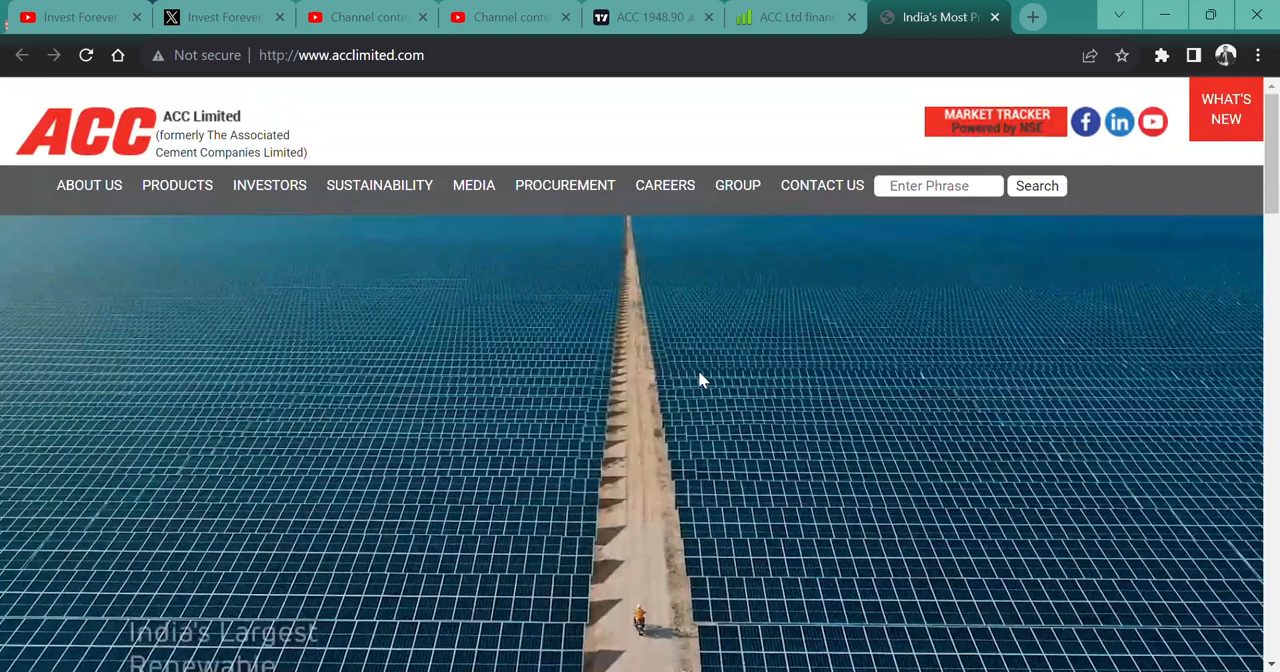 Invest Forever
Invest Forever
Channel conte
Channel conte
ACC 1948.90
ACC Ltd financ
India's Most Pr
Not secure
http://www.acclimited.com
ACC
ACC Limited
(formerly The Associated
Cement Companies Limited)
MARKET TRACKER
Powered by NSE
WHAT'S
NEW
ABOUT US
PRODUCTS
INVESTORS
SUSTAINABILITY
MEDIA
PROCUREMENT
CAREERS
GROUP
CONTACT US
Enter Phrase
Search
India's Largest
Renewable